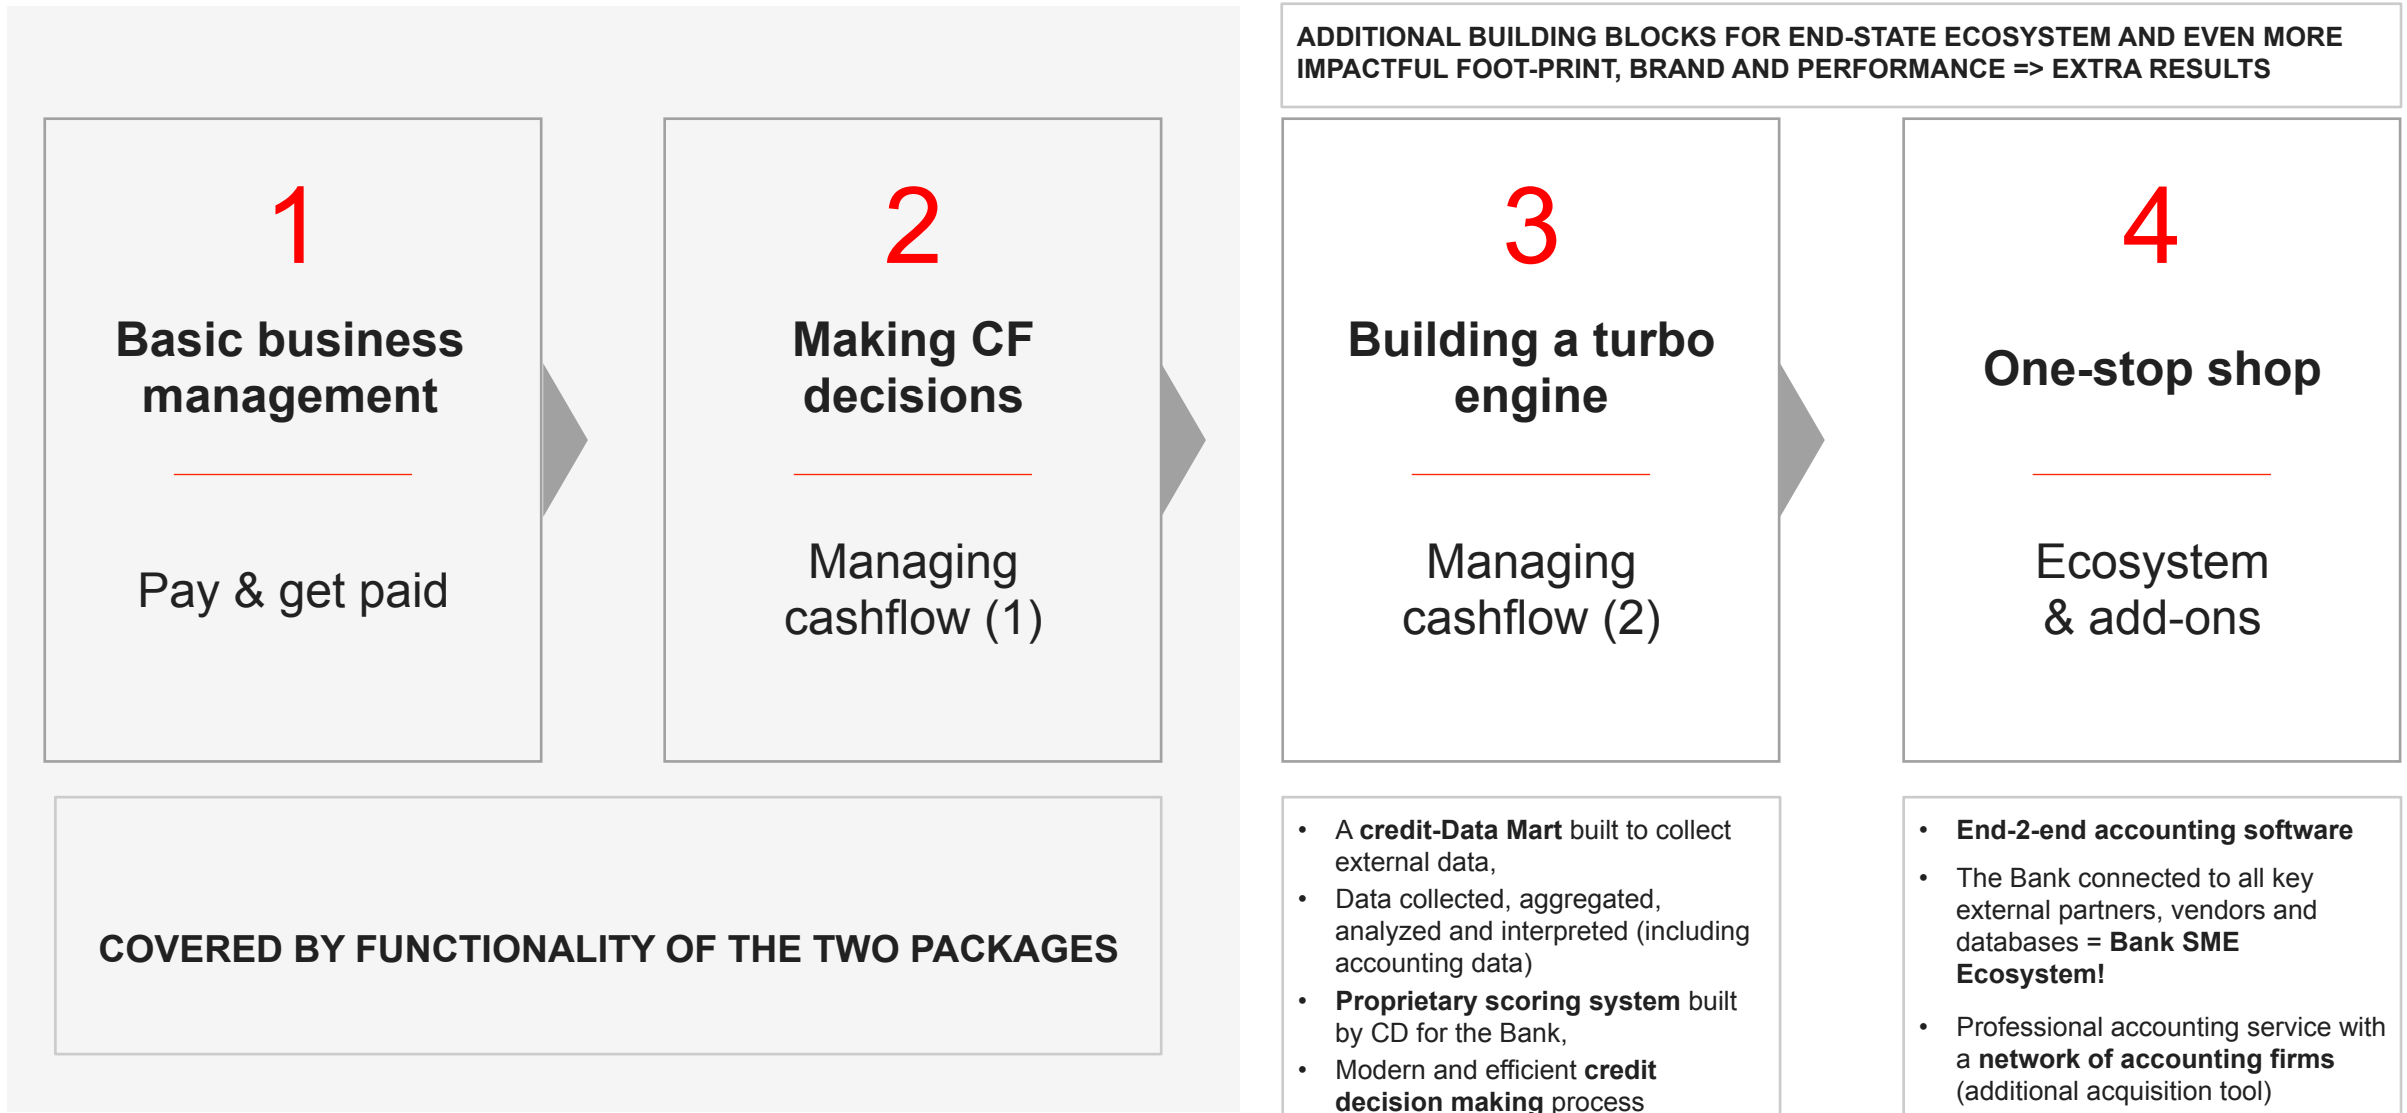 ADDITIONAL BUILDING BLOCKS FOR END-STATE ECOSYSTEM AND EVEN MORE
IMPACTFUL FOOT-PRINT, BRAND AND PERFORMANCE => EXTRA RESULTS
1
Basic business
management
Pay & get paid
2
Making CF
decisions
Managing
cashflow (1)
3
Building a turbo
engine
Managing
cashflow (2)
4
One-stop shop
Ecosystem
& add-ons
COVERED BY FUNCTIONALITY OF THE TWO PACKAGES
• A credit-Data Mart built to collect
external data,
• Data collected, aggregated,
analyzed and interpreted (including
accounting data)
• Proprietary scoring system built
by CD for the Bank,
• Modern and efficient credit
decision making process
• End-2-end accounting software
• The Bank connected to all key
external partners, vendors and
databases = Bank SME
Ecosystem!
• Professional accounting service with
a network of accounting firms
(additional acquisition tool)